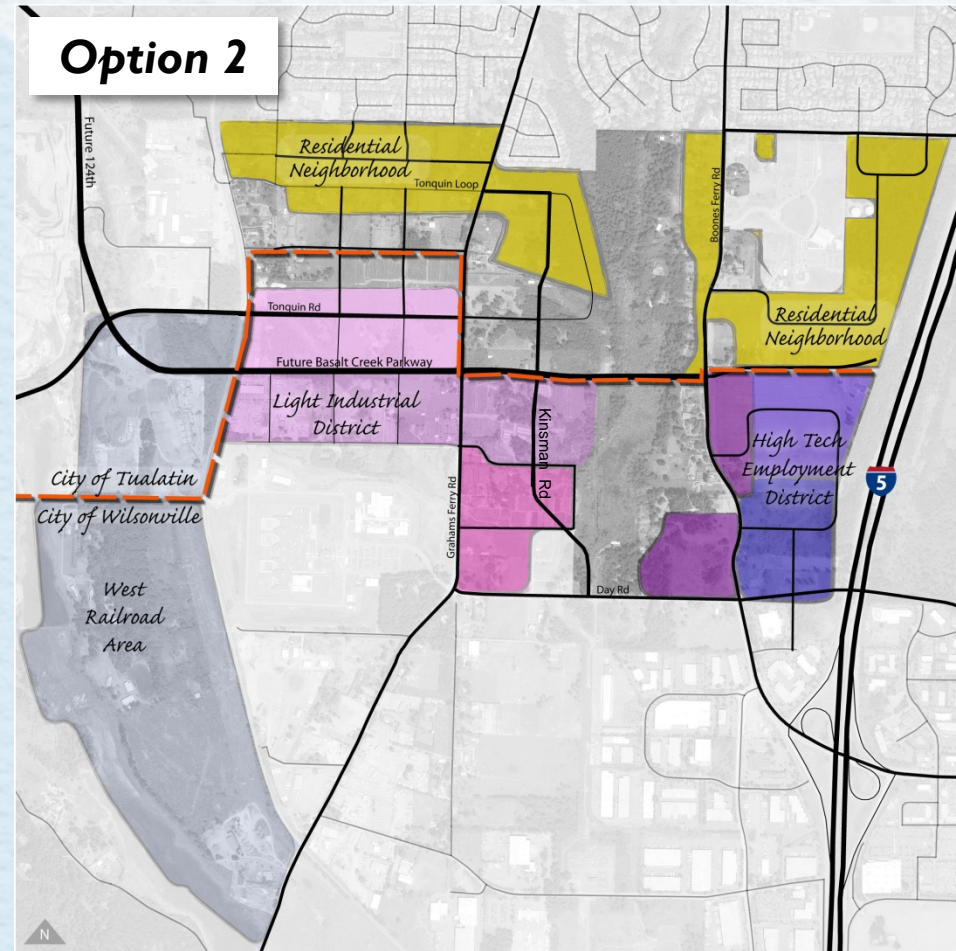 Option 2
Future 124th
Residential
Neighborhood
Tonquin Loop
Boones Ferry Rd
Tonquin Rd
Residential
Neighborhood
Future Basalt Creek Parkway
Light Industrial
District
Kinsman Rd
High Tech
Employment
District
5
City of Tualatin
City of Wilsonville
Grahams Ferry Rd
West
Railroad
Area
Day Rd
N